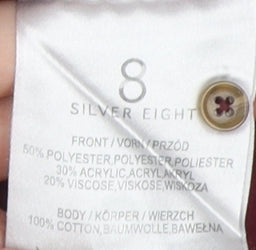 8
SILVER EIGHT
FRONT / VORN / PRZÓD
50% POLYESTER, POLYESTER, POLIESTER
30% ACRYLIC, ACRYL, AKRYL
20% VISCOSE, VISKOSE, WISKOZA
BODY / KÖRPER / WIERZCH
100% COTTON, BAUMWOLLE, BAWEŁNA